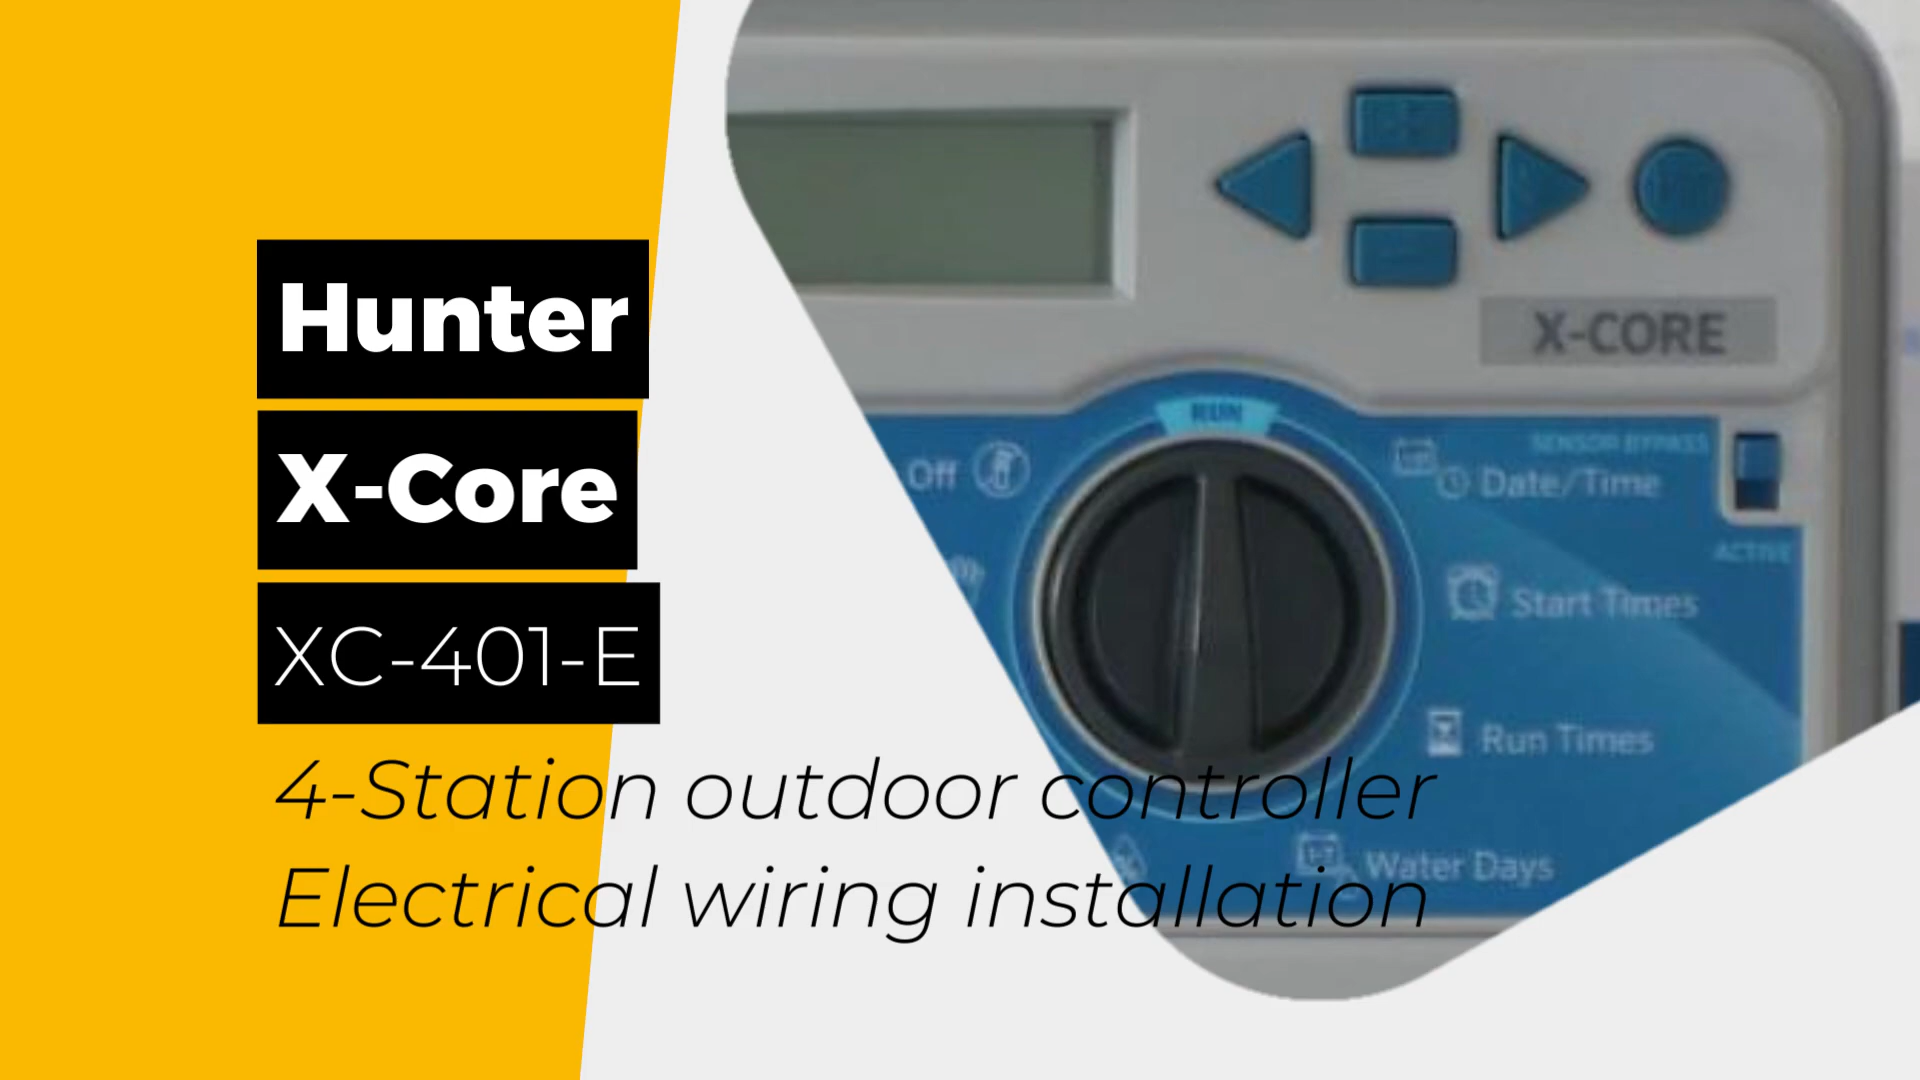 Hunter
X-Core
XC-401-E
4-Station outdoor controller
Electrical wiring installation
X-CORE
RUN
Off
SENSOR BYPASS
Date/Time
ACTIVE
Start Times
Run Times
Water Days